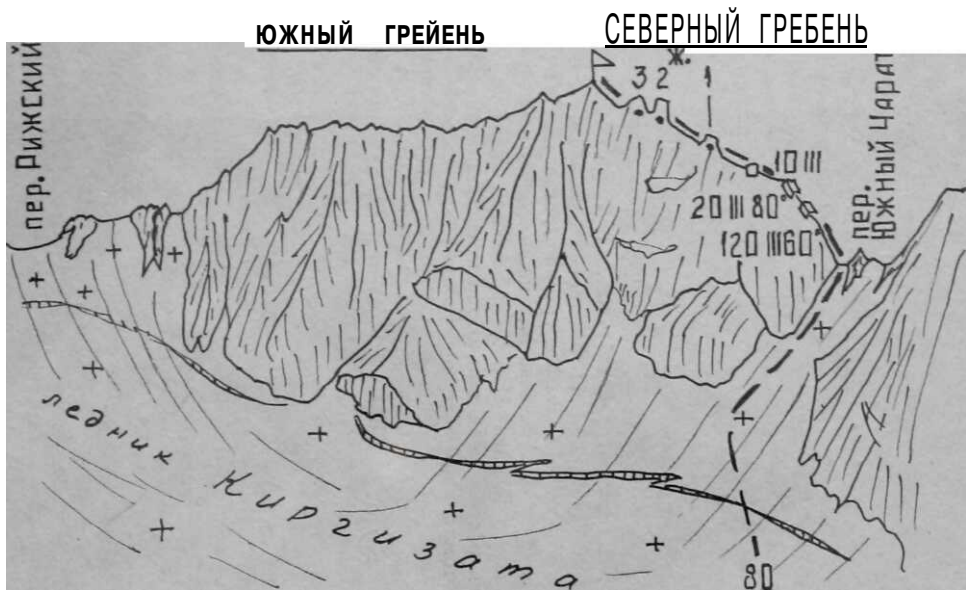 ЮЖНЫЙ ГРЕЙЕНЬ
СЕВЕРНЫЙ ГРЕБЕНЬ
пер. Дижский
Ж.
3 2
1
10 III
20 III 80°
120 III 60°
пер.
Южный Чарат
ледник Киргизата
80